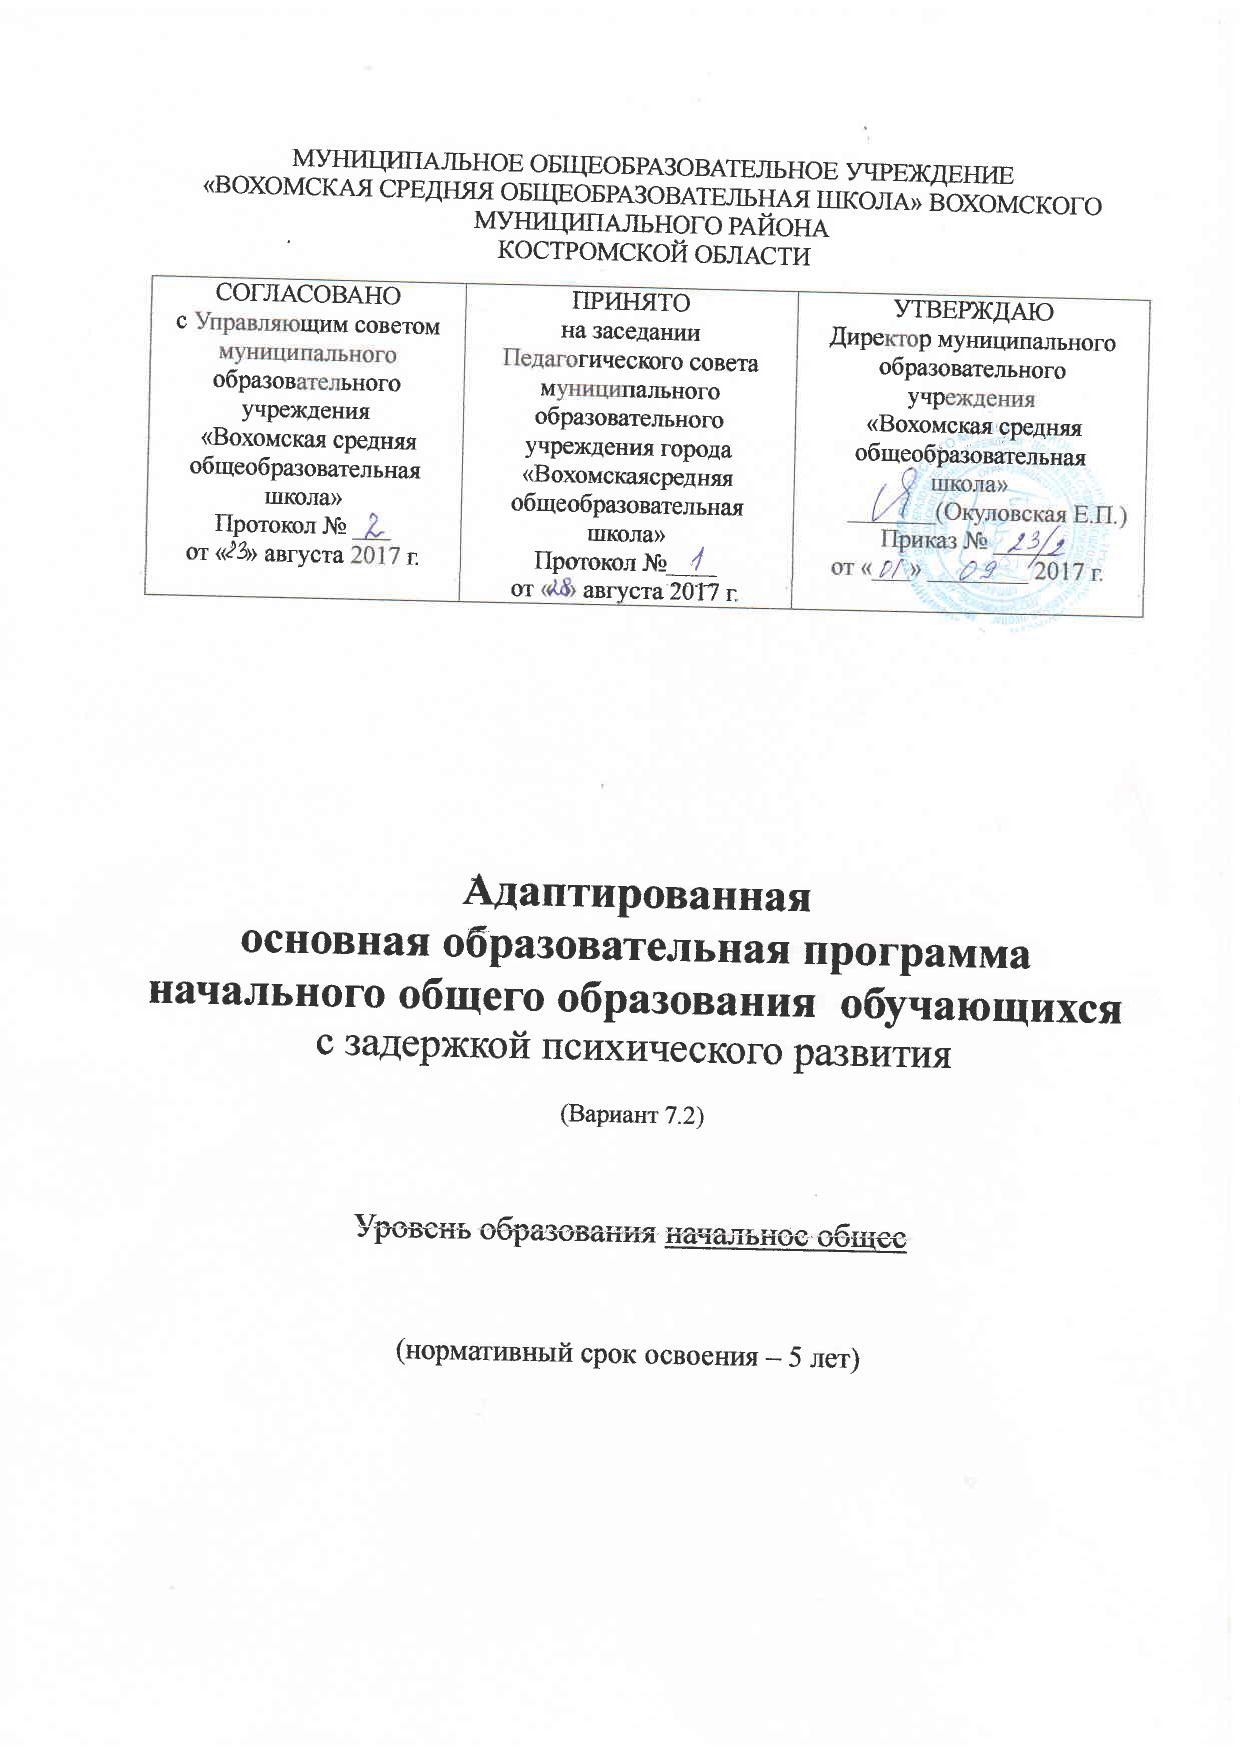 МУНИЦИПАЛЬНОЕ ОБЩЕОБРАЗОВАТЕЛЬНОЕ УЧРЕЖДЕНИЕ
«ВОХОМСКАЯ СРЕДНЯЯ ОБЩЕОБРАЗОВАТЕЛЬНАЯ ШКОЛА» ВОХОМСКОГО
МУНИЦИПАЛЬНОГО РАЙОНА
КОСТРОМСКОЙ ОБЛАСТИ
СОГЛАСОВАНО
с Управляющим советом
муниципального
образовательного
учреждения
«Вохомская средняя
общеобразовательная
школа»
Протокол № 2
от «23» августа 2017 г.
ПРИНЯТО
на заседании
Педагогического совета
муниципального
образовательного
учреждения города
«Вохомскаясредняя
общеобразовательная
школа»
Протокол № 1
от «28» августа 2017 г.
УТВЕРЖДАЮ
Директор муниципального
образовательного
учреждения
«Вохомская средняя
общеобразовательная
школа»
(Окуловская Е.П.)
Приказ № 23/2
от «01» 09 2017 г.
Адаптированная
основная образовательная программа
начального общего образования обучающихся
с задержкой психического развития
(Вариант 7.2)
Уровень образования начальное общее
(нормативный срок освоения – 5 лет)